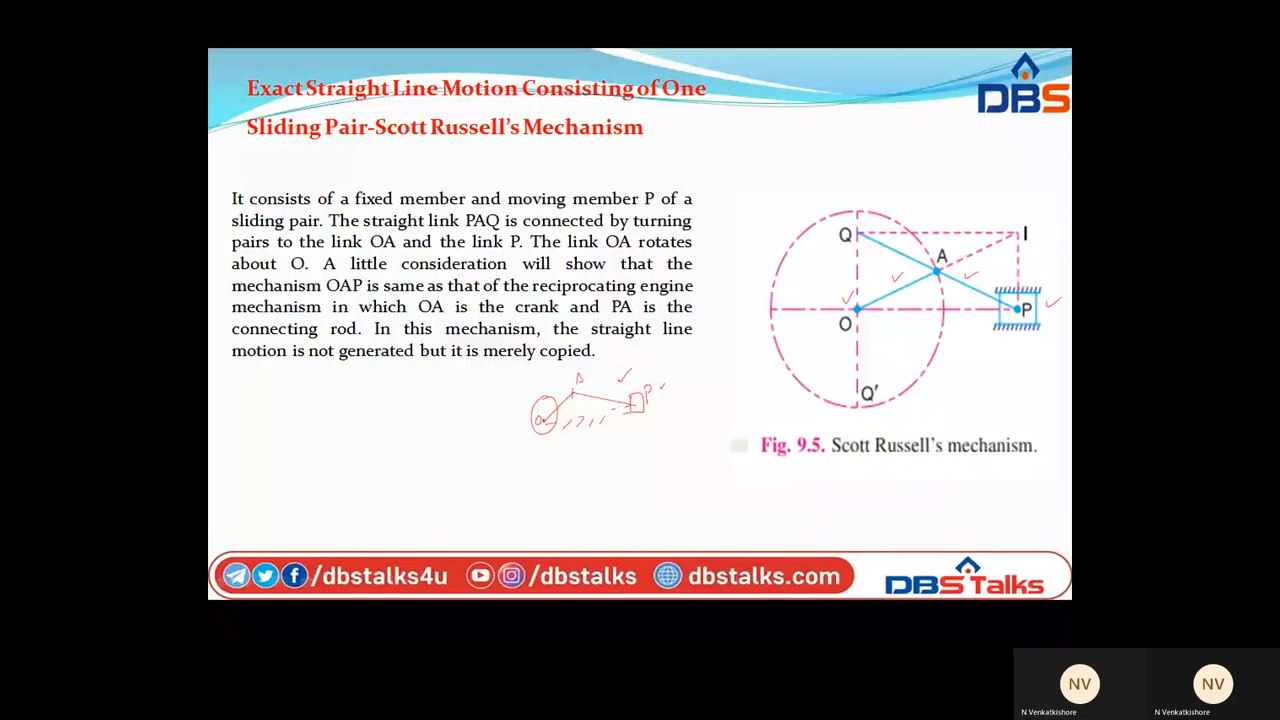 Exact Straight Line Motion Consisting of One
Sliding Pair-Scott Russell's Mechanism
DBS
It consists of a fixed member and moving member P of a
sliding pair. The straight link PAQ is connected by turning
pairs to the link OA and the link P. The link OA rotates
about O. A little consideration will show that the
mechanism OAP is same as that of the reciprocating engine
mechanism in which OA is the crank and PA is the
connecting rod. In this mechanism, the straight line
motion is not generated but it is merely copied.
Q
I
A
O
P
Q'
A
P
O
Fig. 9.5. Scott Russell's mechanism.
/dbstalks4u /dbstalks dbstalks.com
DBS Talks
NV
NV
N Venkatkishore
N Venkatkishore